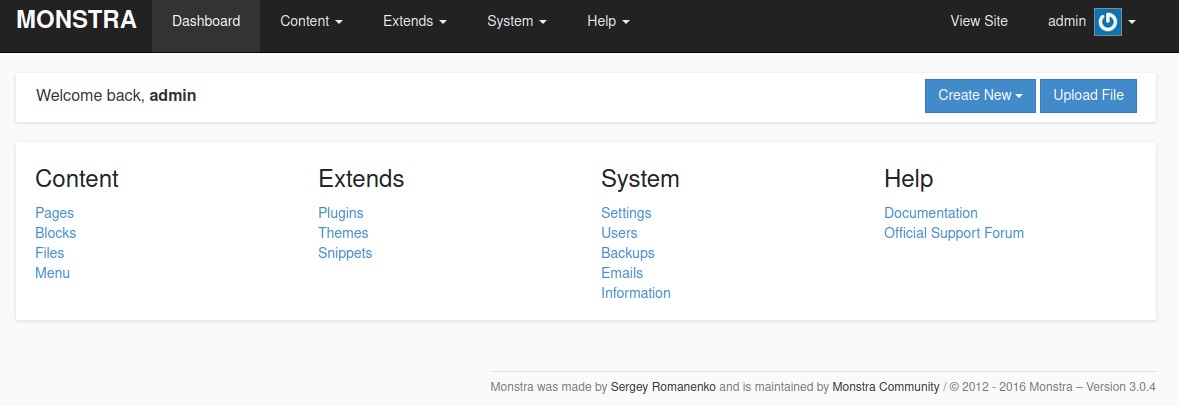 MONSTRA Dashboard Content Extends System Help View Site admin
Welcome back, admin Create New Upload File
Content Extends System Help
Pages Plugins Settings Documentation
Blocks Themes Users Official Support Forum
Files Snippets Backups
Menu Emails
Information
Monstra was made by Sergey Romanenko and is maintained by Monstra Community / © 2012 - 2016 Monstra – Version 3.0.4